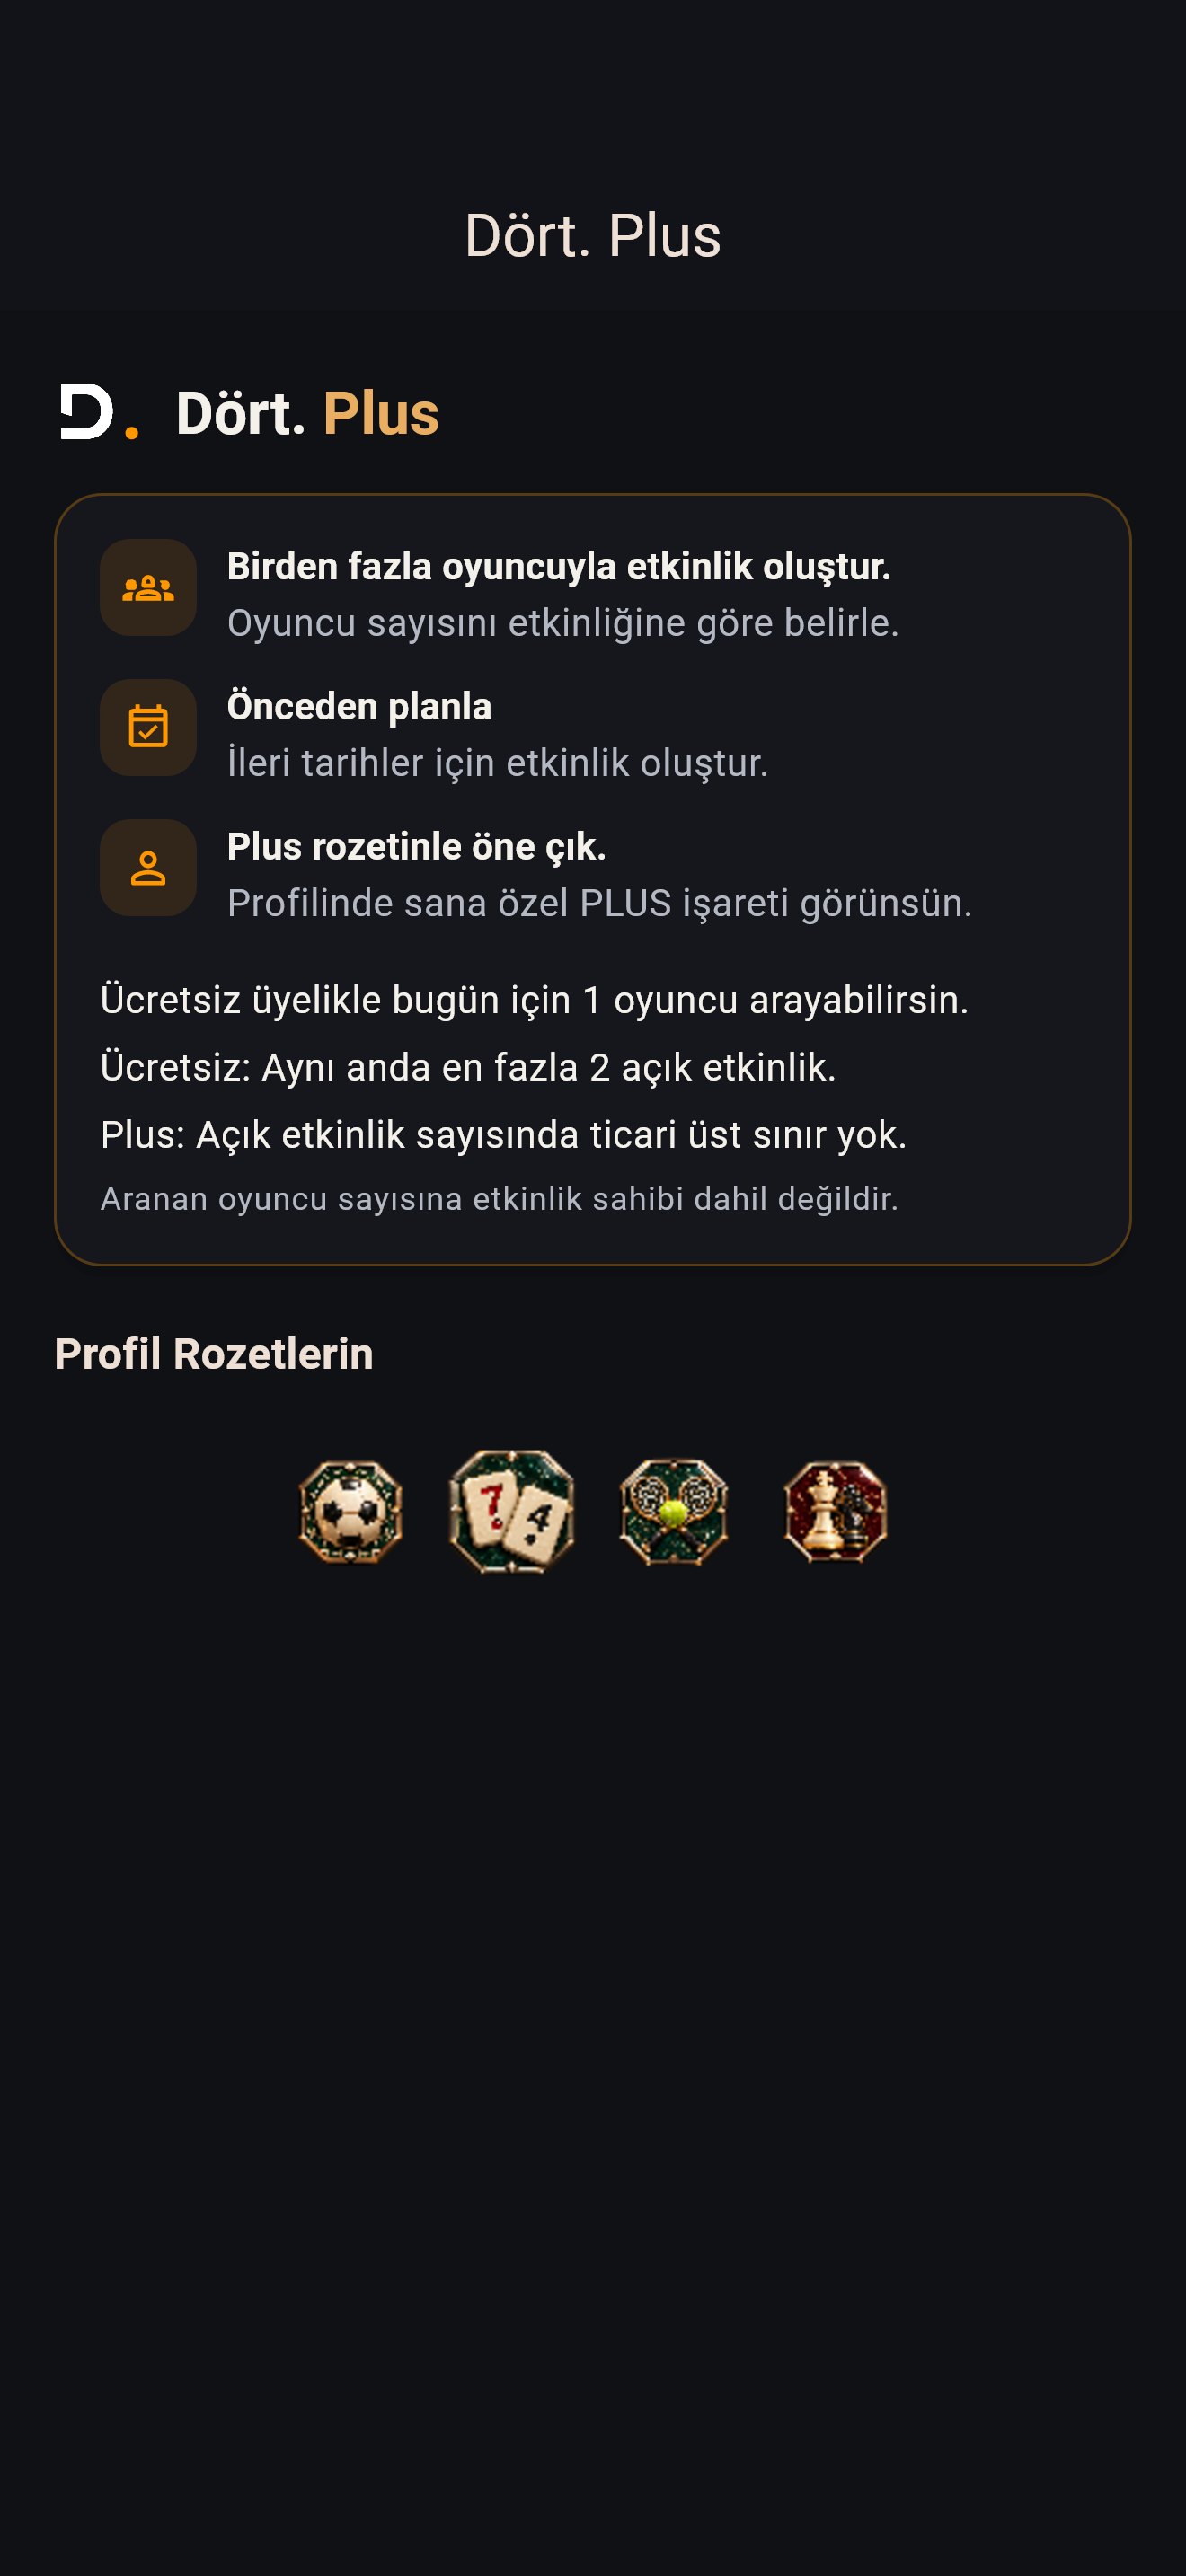 Dört. Plus
D. Dört. Plus
Birden fazla oyuncuyla etkinlik oluştur.
Oyuncu sayısını etkinliğine göre belirle.
Önceden planla
İleri tarihler için etkinlik oluştur.
Plus rozetinle öne çık.
Profilinde sana özel PLUS işareti görünsün.
Ücretsiz üyelikle bugün için 1 oyuncu arayabilirsin.
Ücretsiz: Aynı anda en fazla 2 açık etkinlik.
Plus: Açık etkinlik sayısında ticari üst sınır yok.
Aranan oyuncu sayısına etkinlik sahibi dahil değildir.
Profil Rozetlerin
7 4